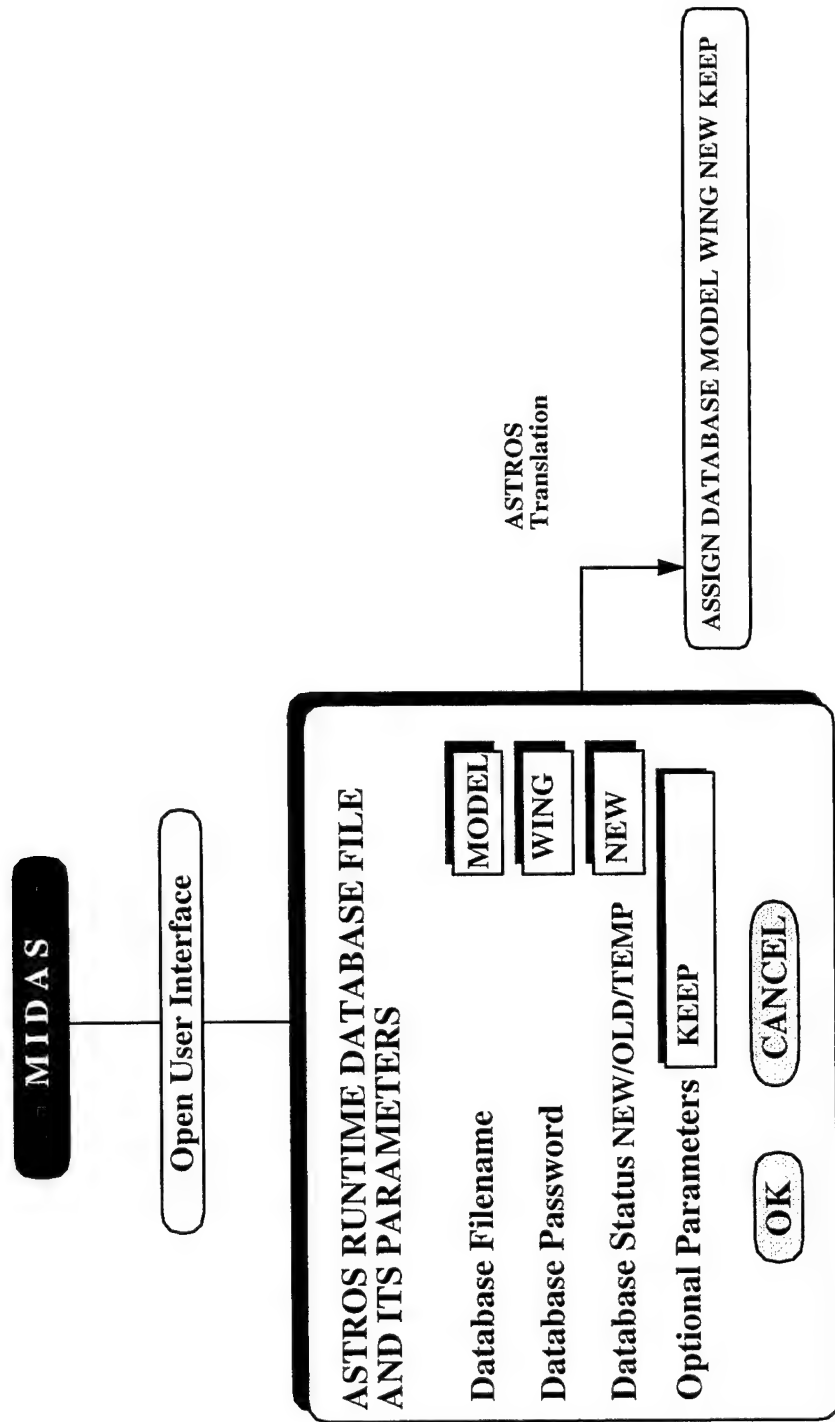 MIDAS
Open User Interface
ASTROS RUNTIME DATABASE FILE
AND ITS PARAMETERS
Database Filename MODEL
Database Password WING
Database Status NEW/OLD/TEMP NEW
Optional Parameters KEEP
OK CANCEL
ASTROS
Translation
ASSIGN DATABASE MODEL WING NEW KEEP